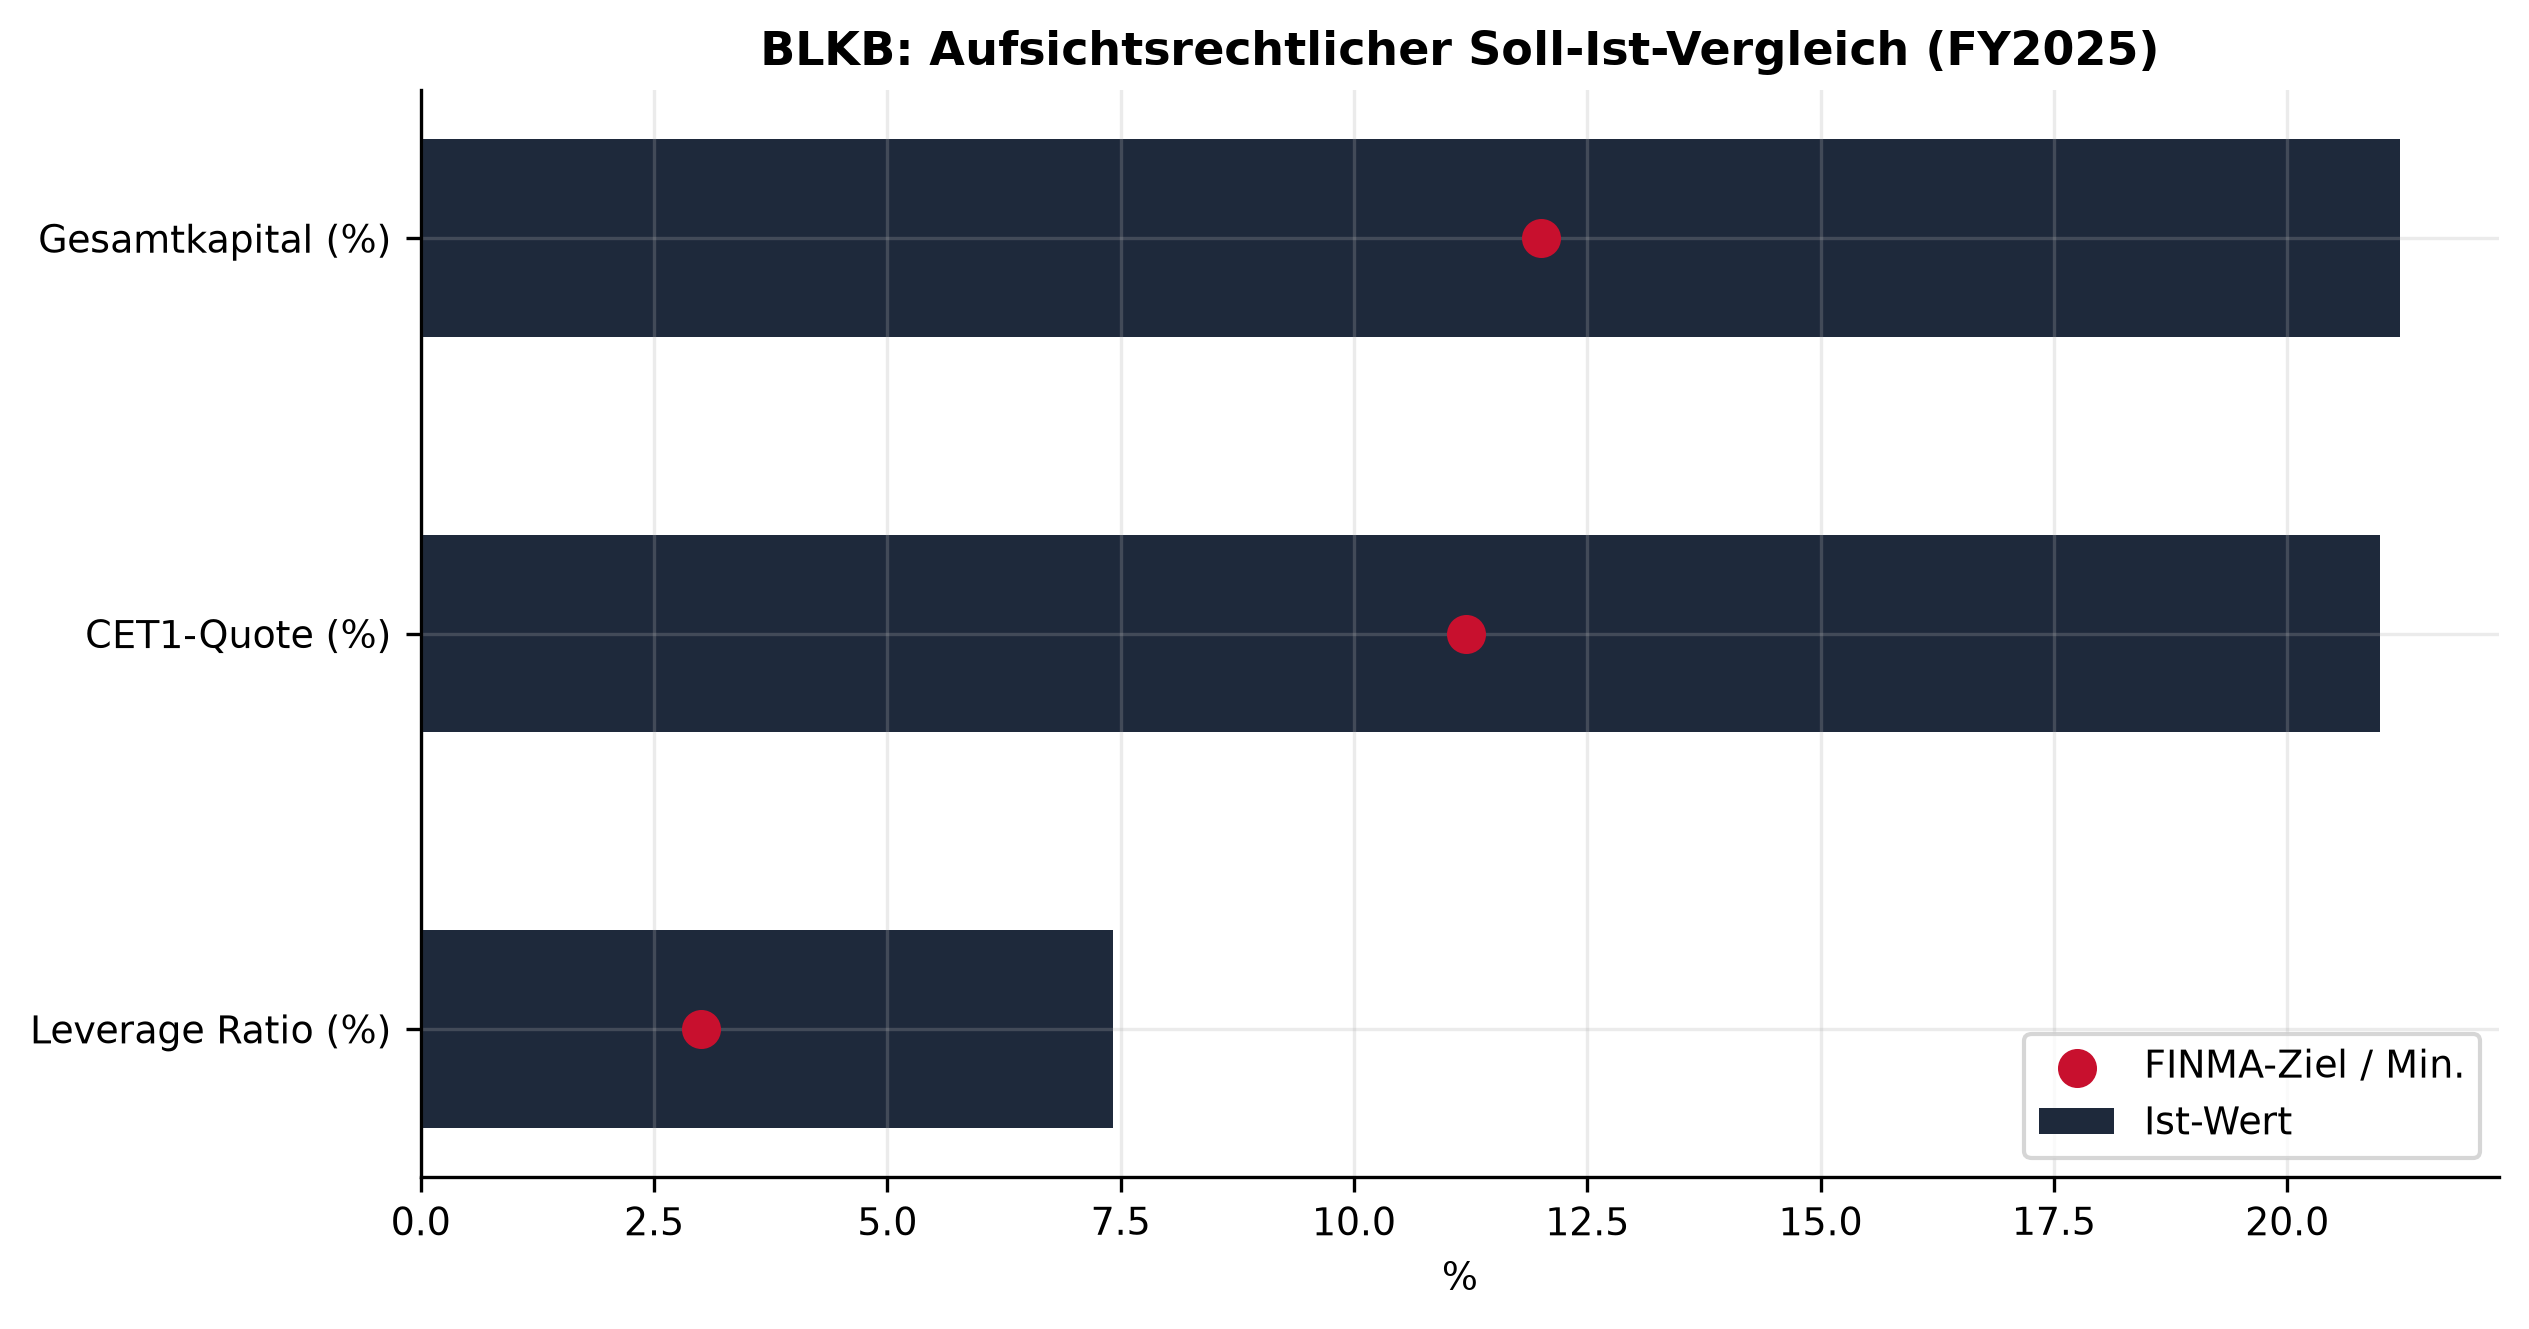 BLKB: Aufsichtsrechtlicher Soll-Ist-Vergleich (FY2025)
Gesamtkapital (%)
CET1-Quote (%)
Leverage Ratio (%)
FINMA-Ziel / Min.
Ist-Wert
0.0 2.5 5.0 7.5 10.0 12.5 15.0 17.5 20.0
%